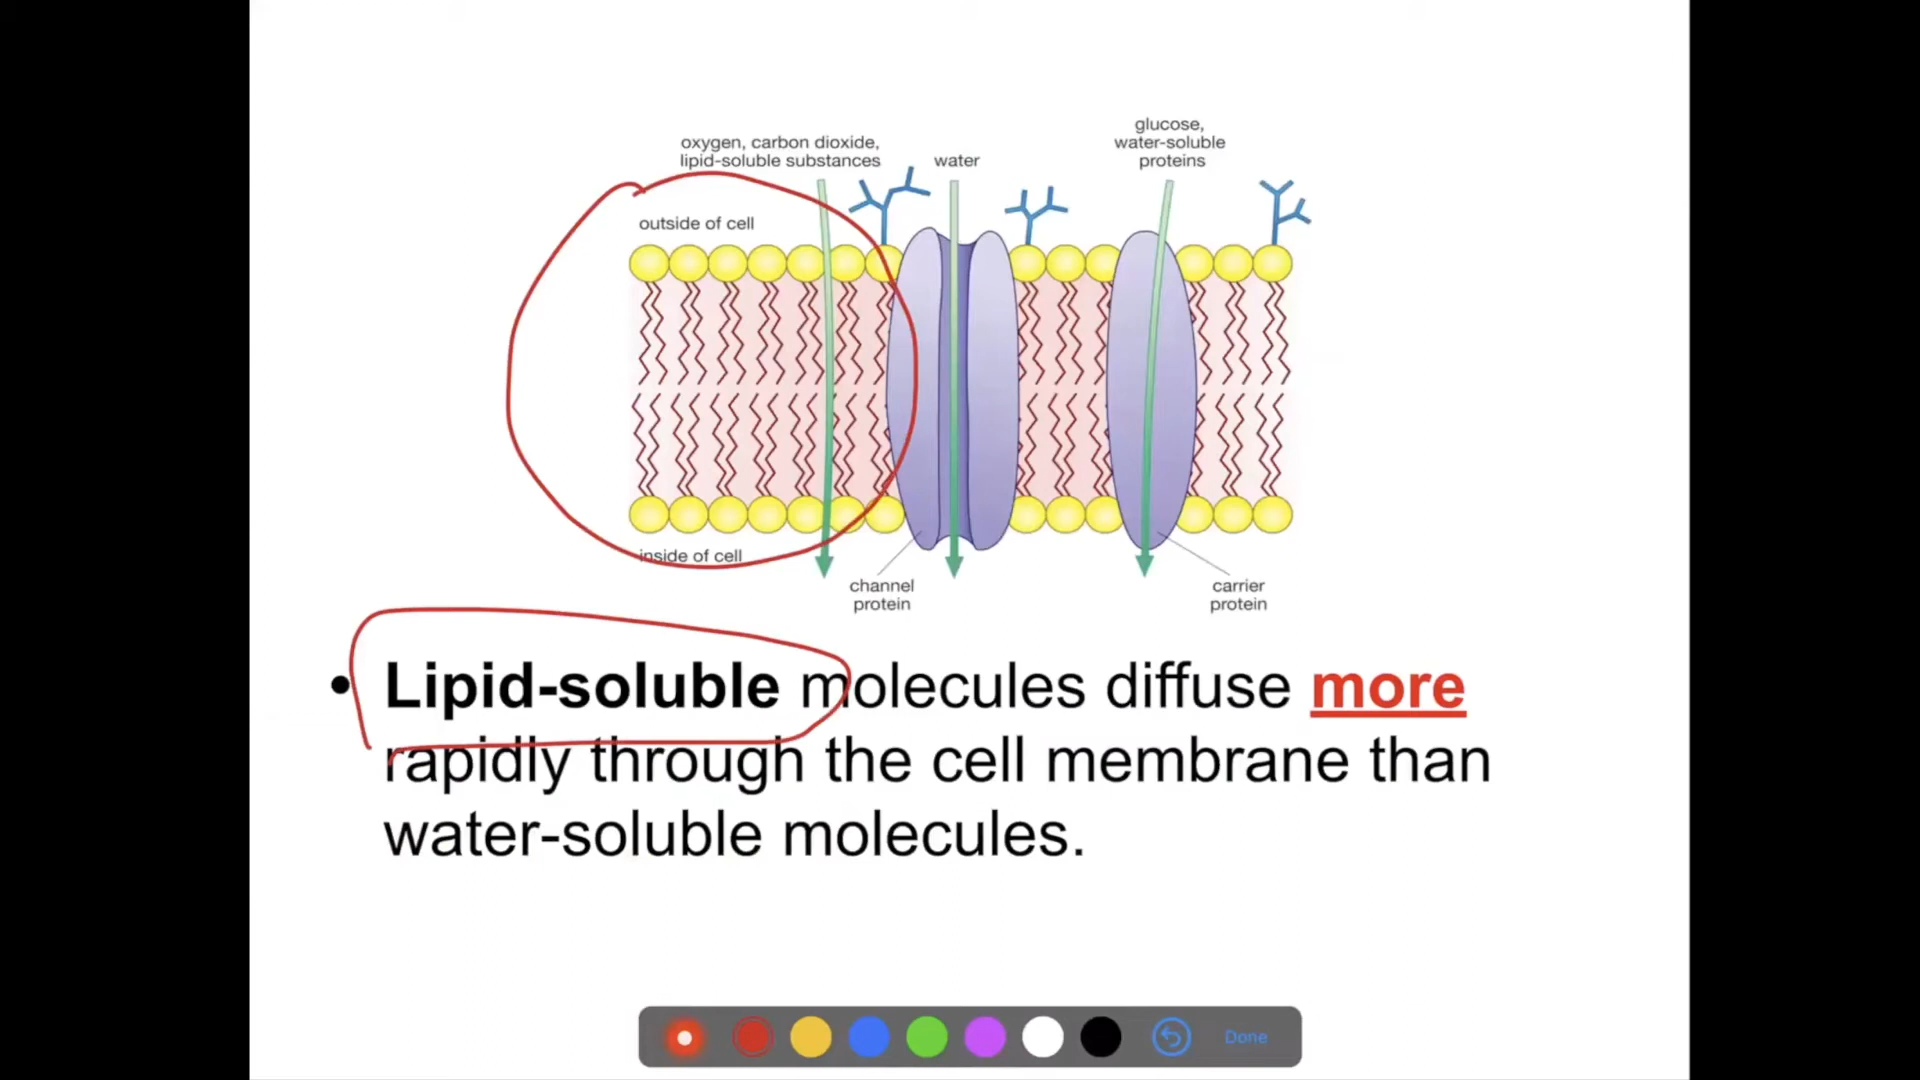 oxygen, carbon dioxide,
lipid-soluble substances
water
glucose,
water-soluble
proteins
outside of cell
inside of cell
channel
protein
carrier
protein
• Lipid-soluble molecules diffuse more
rapidly through the cell membrane than
water-soluble molecules.
Done